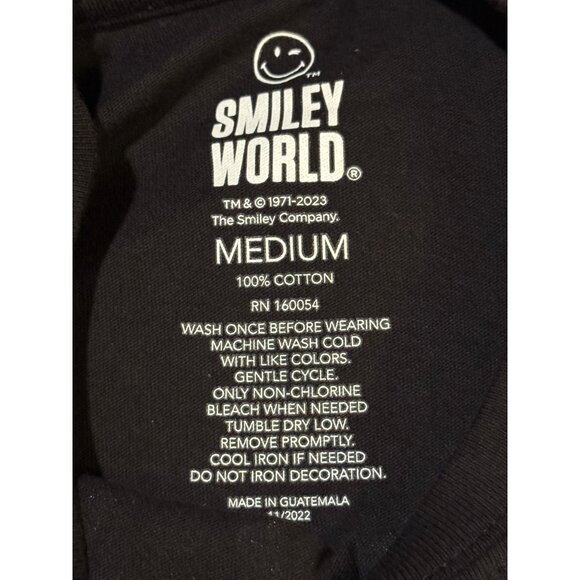 TM
SMILEY
WORLD®
TM & © 1971-2023
The Smiley Company.
MEDIUM
100% COTTON
RN 160054
WASH ONCE BEFORE WEARING
MACHINE WASH COLD
WITH LIKE COLORS.
GENTLE CYCLE.
ONLY NON-CHLORINE
BLEACH WHEN NEEDED
TUMBLE DRY LOW.
REMOVE PROMPTLY.
COOL IRON IF NEEDED
DO NOT IRON DECORATION.
MADE IN GUATEMALA
11/2022